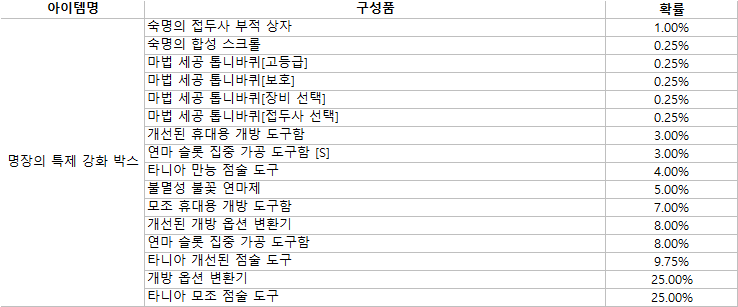 아이템명 구성품 확률
숙명의 접두사 부적 상자 1.00%
숙명의 합성 스크롤 0.25%
마법 세공 톱니바퀴[고등급] 0.25%
마법 세공 톱니바퀴[보호] 0.25%
마법 세공 톱니바퀴[장비 선택] 0.25%
마법 세공 톱니바퀴[접두사 선택] 0.25%
개선된 휴대용 개방 도구함 3.00%
연마 슬롯 집중 가공 도구함 [S] 3.00%
명장의 특제 강화 박스 타니아 만능 점술 도구 4.00%
불멸성 불꽃 연마제 5.00%
모조 휴대용 개방 도구함 7.00%
개선된 개방 옵션 변환기 8.00%
연마 슬롯 집중 가공 도구함 8.00%
타니아 개선된 점술 도구 9.75%
개방 옵션 변환기 25.00%
타니아 모조 점술 도구 25.00%